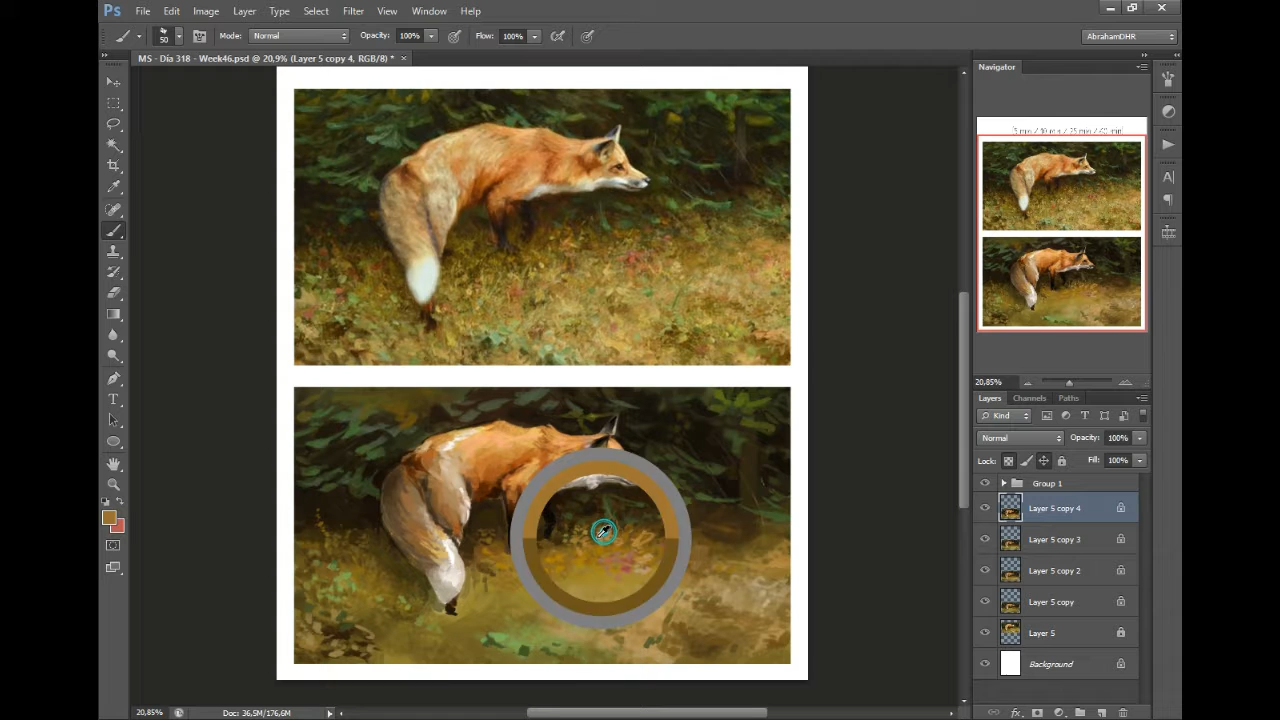 Ps File Edit Image Layer Type Select Filter View Window Help
50 Mode: Normal Opacity: 100% Flow: 100% AbrahamDHR
MS - Día 318 - Week46.psd @ 20,9% (Layer 5 copy 4, RGB/8) * ×
Navigator
20,85%
Layers Channels Paths
Kind
Normal Opacity: 100%
Lock: Fill: 100%
Group 1
Layer 5 copy 4
Layer 5 copy 3
Layer 5 copy 2
Layer 5 copy
Layer 5
Background
20,85% Doc: 36,5M/176,6M